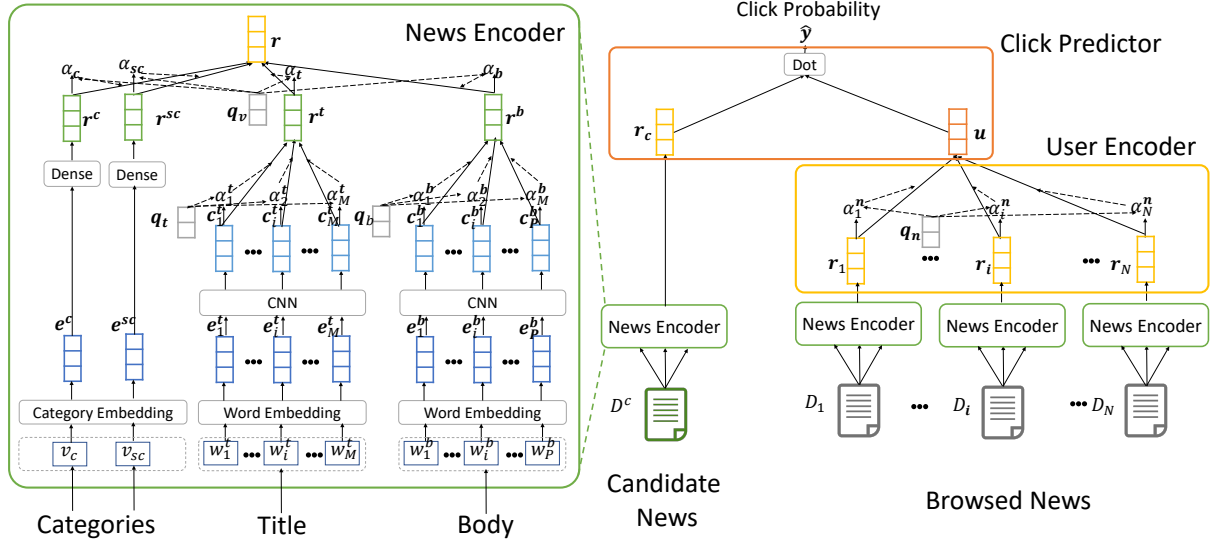 News Encoder
r
α_c
α_sc
α_t
α_b
r^c
r^sc
q_v
r^t
r^b
Dense
Dense
α_1^t
α_2^t
α_M^t
α_1^b
α_2^b
α_M^b
q_t
c_1^t
c_i^t
c_M^t
q_b
c_1^b
c_i^b
c_P^b
CNN
CNN
e^c
e^sc
e_1^t
e_i^t
e_M^t
e_1^b
e_i^b
e_P^b
Category Embedding
Word Embedding
Word Embedding
v_c
v_sc
w_1^t
w_i^t
w_M^t
w_1^b
w_i^b
w_P^b
Categories
Title
Body
Click Probability
ŷ
Click Predictor
Dot
r_c
u
User Encoder
α_1^n
α_i^n
α_N^n
q_n
r_1
r_i
r_N
News Encoder
News Encoder
News Encoder
News Encoder
D^c
D_1
D_i
D_N
Candidate
News
Browsed News